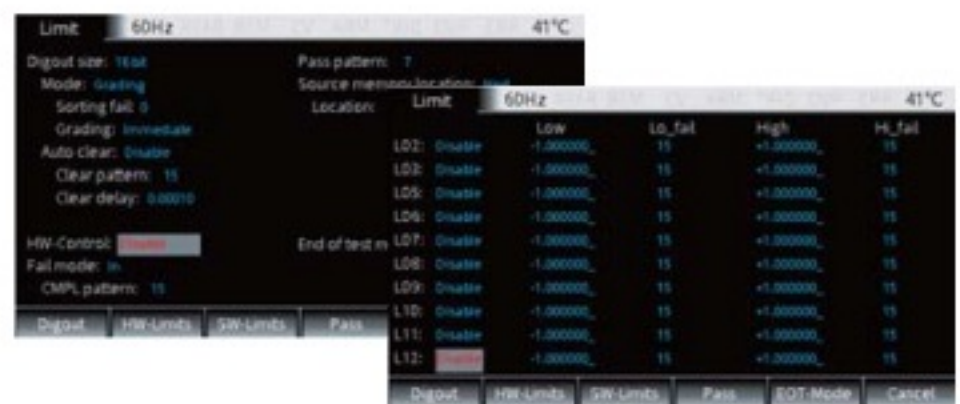 Limit 60Hz 41°C
Digout size: 16bit Pass pattern: 7
Mode: Grading Source memory location:
Sorting fail: 0 Location:
Grading: Immediate
Auto clear: Disable
Clear pattern: 15
Clear delay: 0.00010
HW-Control: Disable End of test
Fail mode: In
CMPL pattern: 15
Digout HW-Limits SW-Limits Pass
Limit 60Hz 41°C
Low Lo_fail High Hi_fail
L02: Disable -1.000000_ 15 +1.000000_ 15
L03: Disable -1.000000_ 15 +1.000000_ 15
L05: Disable -1.000000_ 15 +1.000000_ 15
L06: Disable -1.000000_ 15 +1.000000_ 15
L07: Disable -1.000000_ 15 +1.000000_ 15
L08: Disable -1.000000_ 15 +1.000000_ 15
L09: Disable -1.000000_ 15 +1.000000_ 15
L10: Disable -1.000000_ 15 +1.000000_ 15
L11: Disable -1.000000_ 15 +1.000000_ 15
L12: Disable -1.000000_ 15 +1.000000_ 15
Digout HW-Limits SW-Limits Pass EOT-Mode Cancel